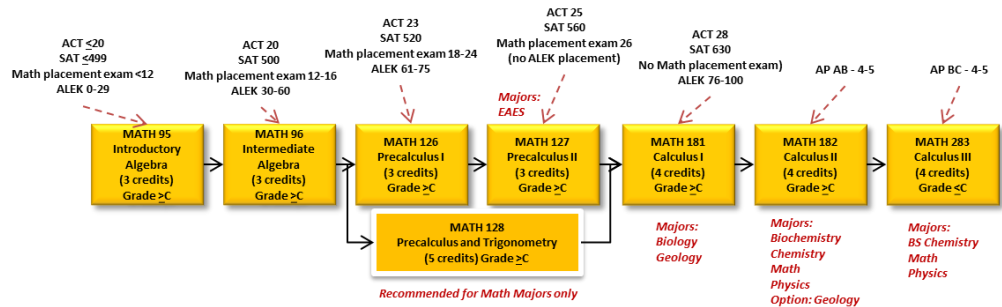 ACT <20
SAT <499
Math placement exam <12
ALEK 0-29
ACT 20
SAT 500
Math placement exam 12-16
ALEK 30-60
ACT 23
SAT 520
Math placement exam 18-24
ALEK 61-75
ACT 25
SAT 560
Math placement exam 26
(no ALEK placement)
Majors:
EAES
ACT 28
SAT 630
No Math placement exam)
ALEK 76-100
AP AB - 4-5
AP BC - 4-5
MATH 95
Introductory
Algebra
(3 credits)
Grade >C
MATH 96
Intermediate
Algebra
(3 credits)
Grade >C
MATH 126
Precalculus I
(3 credits)
Grade >C
MATH 127
Precalculus II
(3 credits)
Grade >C
MATH 181
Calculus I
(4 credits)
Grade >C
MATH 182
Calculus II
(4 credits)
Grade >C
MATH 283
Calculus III
(4 credits)
Grade <C
MATH 128
Precalculus and Trigonometry
(5 credits) Grade >C
Recommended for Math Majors only
Majors:
Biology
Geology
Majors:
Biochemistry
Chemistry
Math
Physics
Option: Geology
Majors:
BS Chemistry
Math
Physics